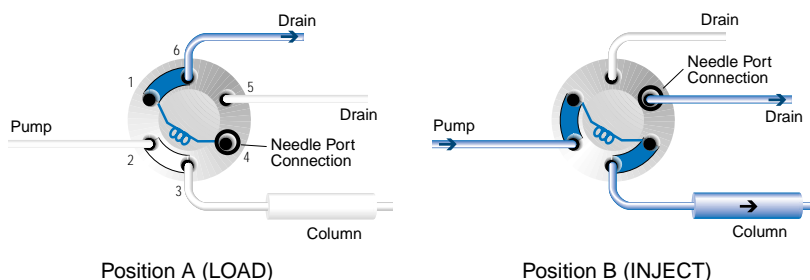 Drain
6
1
5
Drain
Pump
2
3
4
Needle Port
Connection
Column
Position A (LOAD)
Drain
Needle Port
Connection
Drain
Pump
Column
Position B (INJECT)